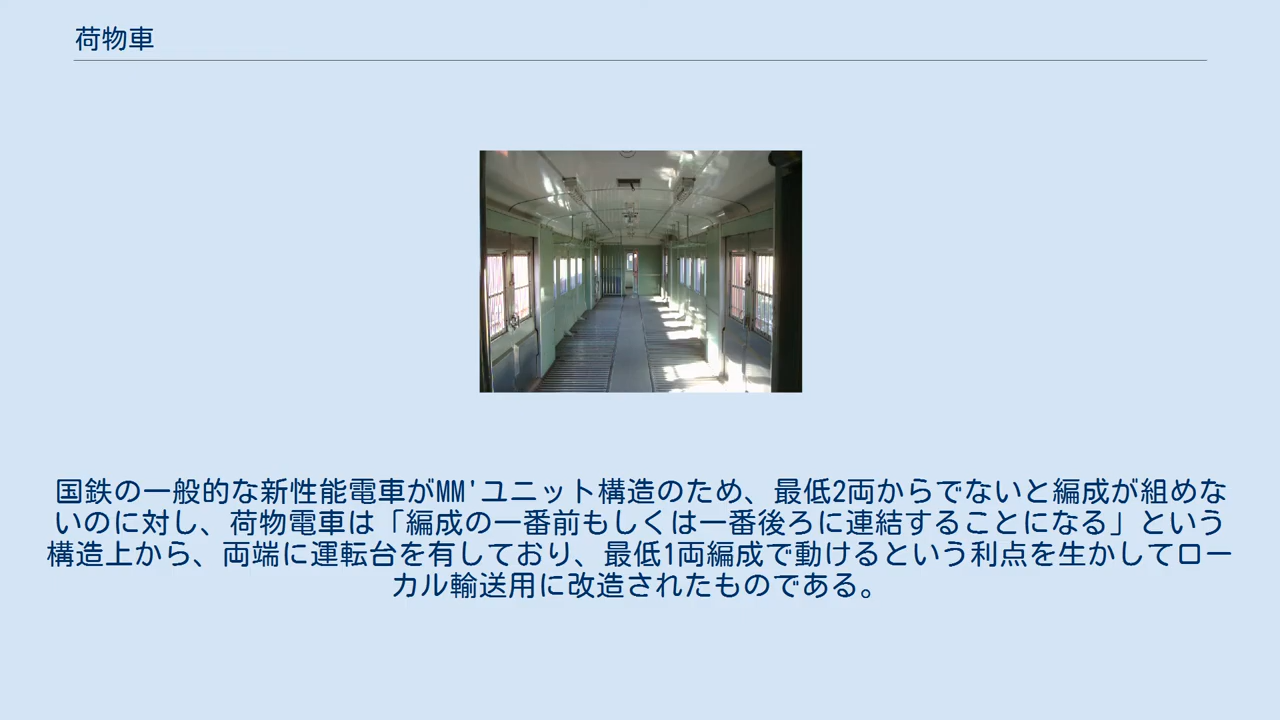 荷物車
国鉄の一般的な新性能電車がMM'ユニット構造のため、最低2両からでないと編成が組めな
いのに対し、荷物電車は「編成の一番前もしくは一番後ろに連結することになる」という
構造上から、両端に運転台を有しており、最低1両編成で動けるという利点を生かしてロー
カル輸送用に改造されたものである。